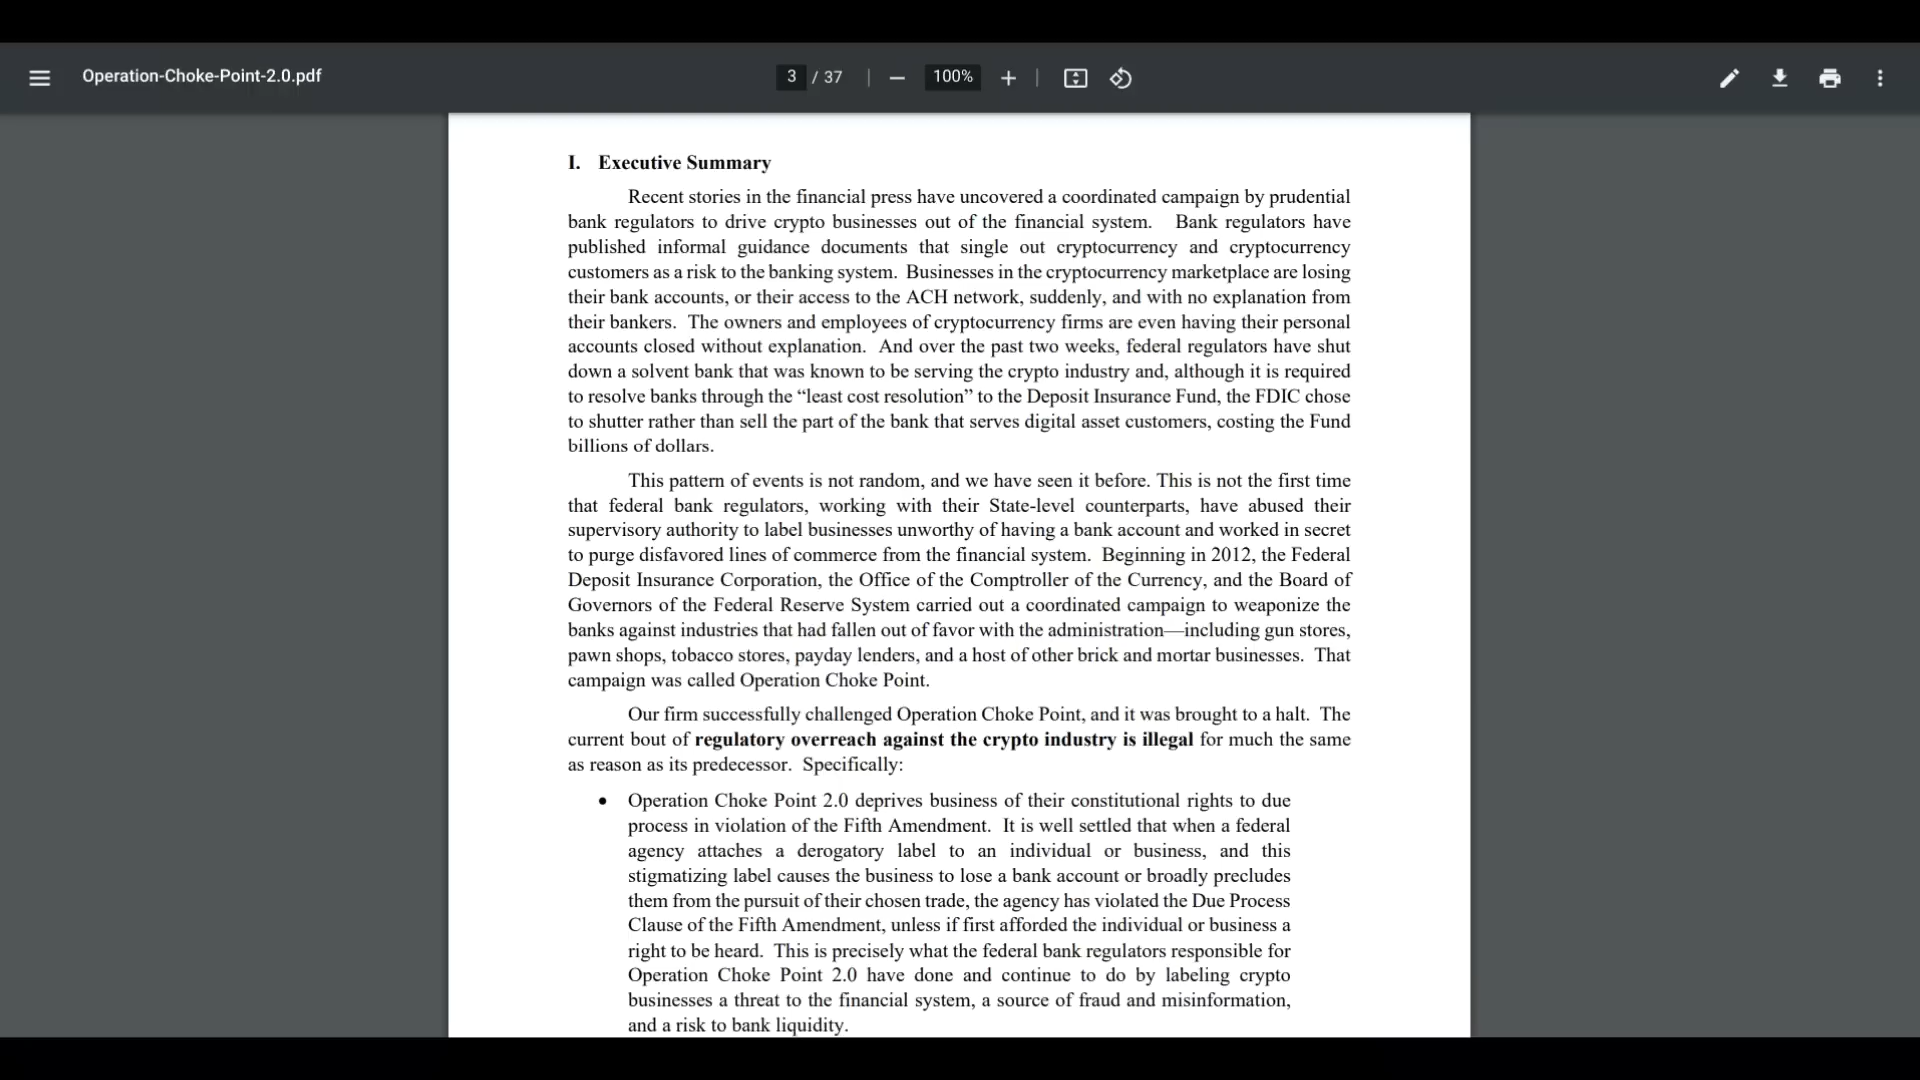 Operation-Choke-Point-2.0.pdf
3 / 37
100%
I. Executive Summary
Recent stories in the financial press have uncovered a coordinated campaign by prudential
bank regulators to drive crypto businesses out of the financial system. Bank regulators have
published informal guidance documents that single out cryptocurrency and cryptocurrency
customers as a risk to the banking system. Businesses in the cryptocurrency marketplace are losing
their bank accounts, or their access to the ACH network, suddenly, and with no explanation from
their bankers. The owners and employees of cryptocurrency firms are even having their personal
accounts closed without explanation. And over the past two weeks, federal regulators have shut
down a solvent bank that was known to be serving the crypto industry and, although it is required
to resolve banks through the “least cost resolution” to the Deposit Insurance Fund, the FDIC chose
to shutter rather than sell the part of the bank that serves digital asset customers, costing the Fund
billions of dollars.
This pattern of events is not random, and we have seen it before. This is not the first time
that federal bank regulators, working with their State-level counterparts, have abused their
supervisory authority to label businesses unworthy of having a bank account and worked in secret
to purge disfavored lines of commerce from the financial system. Beginning in 2012, the Federal
Deposit Insurance Corporation, the Office of the Comptroller of the Currency, and the Board of
Governors of the Federal Reserve System carried out a coordinated campaign to weaponize the
banks against industries that had fallen out of favor with the administration—including gun stores,
pawn shops, tobacco stores, payday lenders, and a host of other brick and mortar businesses. That
campaign was called Operation Choke Point.
Our firm successfully challenged Operation Choke Point, and it was brought to a halt. The
current bout of regulatory overreach against the crypto industry is illegal for much the same
as reason as its predecessor. Specifically:
• Operation Choke Point 2.0 deprives business of their constitutional rights to due
process in violation of the Fifth Amendment. It is well settled that when a federal
agency attaches a derogatory label to an individual or business, and this
stigmatizing label causes the business to lose a bank account or broadly precludes
them from the pursuit of their chosen trade, the agency has violated the Due Process
Clause of the Fifth Amendment, unless if first afforded the individual or business a
right to be heard. This is precisely what the federal bank regulators responsible for
Operation Choke Point 2.0 have done and continue to do by labeling crypto
businesses a threat to the financial system, a source of fraud and misinformation,
and a risk to bank liquidity.